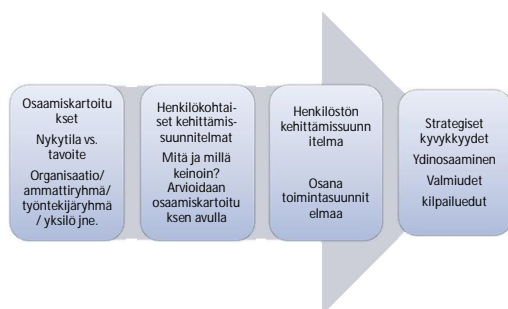 Osaamiskartoitu
kset
Nykytila vs.
tavoite
Organisaatio/
ammattiryhmä/
työntekijäryhmä
/ yksilö jne.
Henkilökohtai-
set kehittämis-
suunnitelmat
Mitä ja millä
keinoin?
Arvioidaan
osaamiskartoitu
ksen avulla
Henkilöstön
kehittämissuunn
itelma
Osana
toimintasuunnit
elmaa
Strategiset
kyvykkyydet
Ydinosaaminen
Valmiudet
kilpailuedut